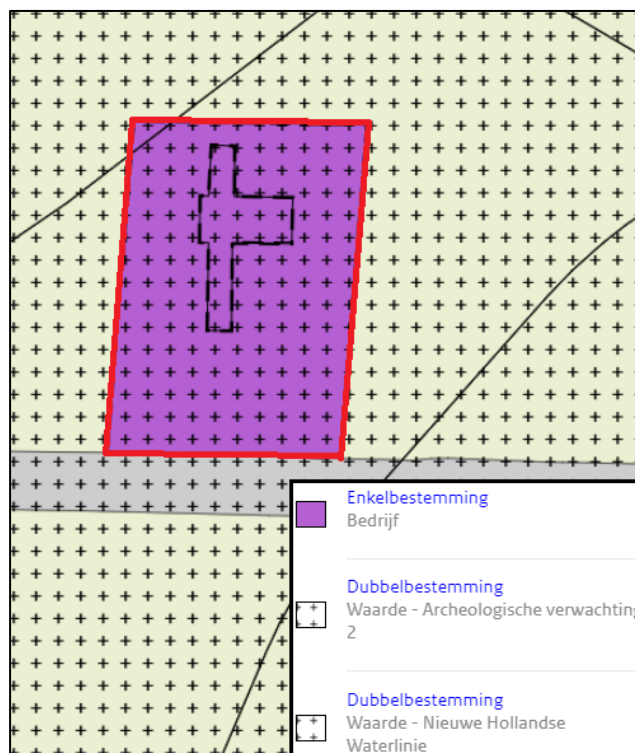 Enkelbestemming
Bedrijf
Dubbelbestemming
Waarde - Archeologische verwachting
2
Dubbelbestemming
Waarde - Nieuwe Hollandse
Waterlinie